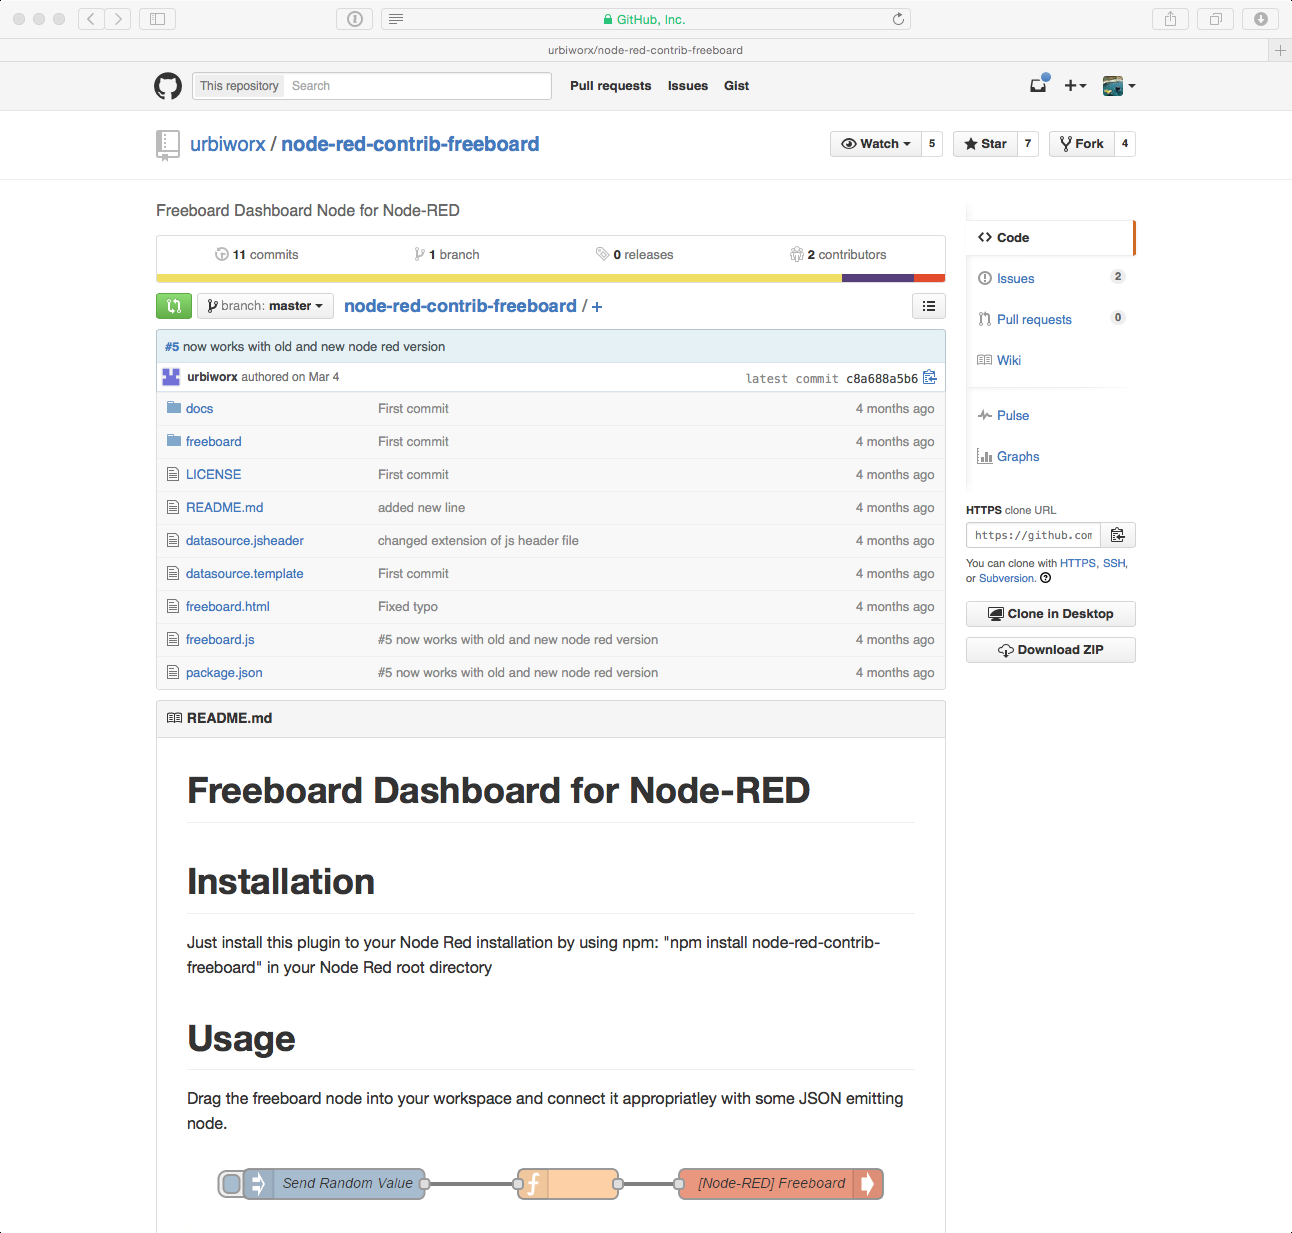 GitHub, Inc.
urbiworx/node-red-contrib-freeboard
This repository Search Pull requests Issues Gist
urbiworx / node-red-contrib-freeboard Watch 5 Star 7 Fork 4
Freeboard Dashboard Node for Node-RED
11 commits 1 branch 0 releases 2 contributors
branch: master node-red-contrib-freeboard / +
#5 now works with old and new node red version
urbiworx authored on Mar 4 latest commit c8a688a5b6
docs First commit 4 months ago
freeboard First commit 4 months ago
LICENSE First commit 4 months ago
README.md added new line 4 months ago
datasource.jsheader changed extension of js header file 4 months ago
datasource.template First commit 4 months ago
freeboard.html Fixed typo 4 months ago
freeboard.js #5 now works with old and new node red version 4 months ago
package.json #5 now works with old and new node red version 4 months ago
Code
Issues 2
Pull requests 0
Wiki
Pulse
Graphs
HTTPS clone URL
https://github.com
You can clone with HTTPS, SSH,
or Subversion.
Clone in Desktop
Download ZIP
README.md
Freeboard Dashboard for Node-RED
Installation
Just install this plugin to your Node Red installation by using npm: "npm install node-red-contrib-
freeboard" in your Node Red root directory
Usage
Drag the freeboard node into your workspace and connect it appropriatley with some JSON emitting
node.
Send Random Value f [Node-RED] Freeboard